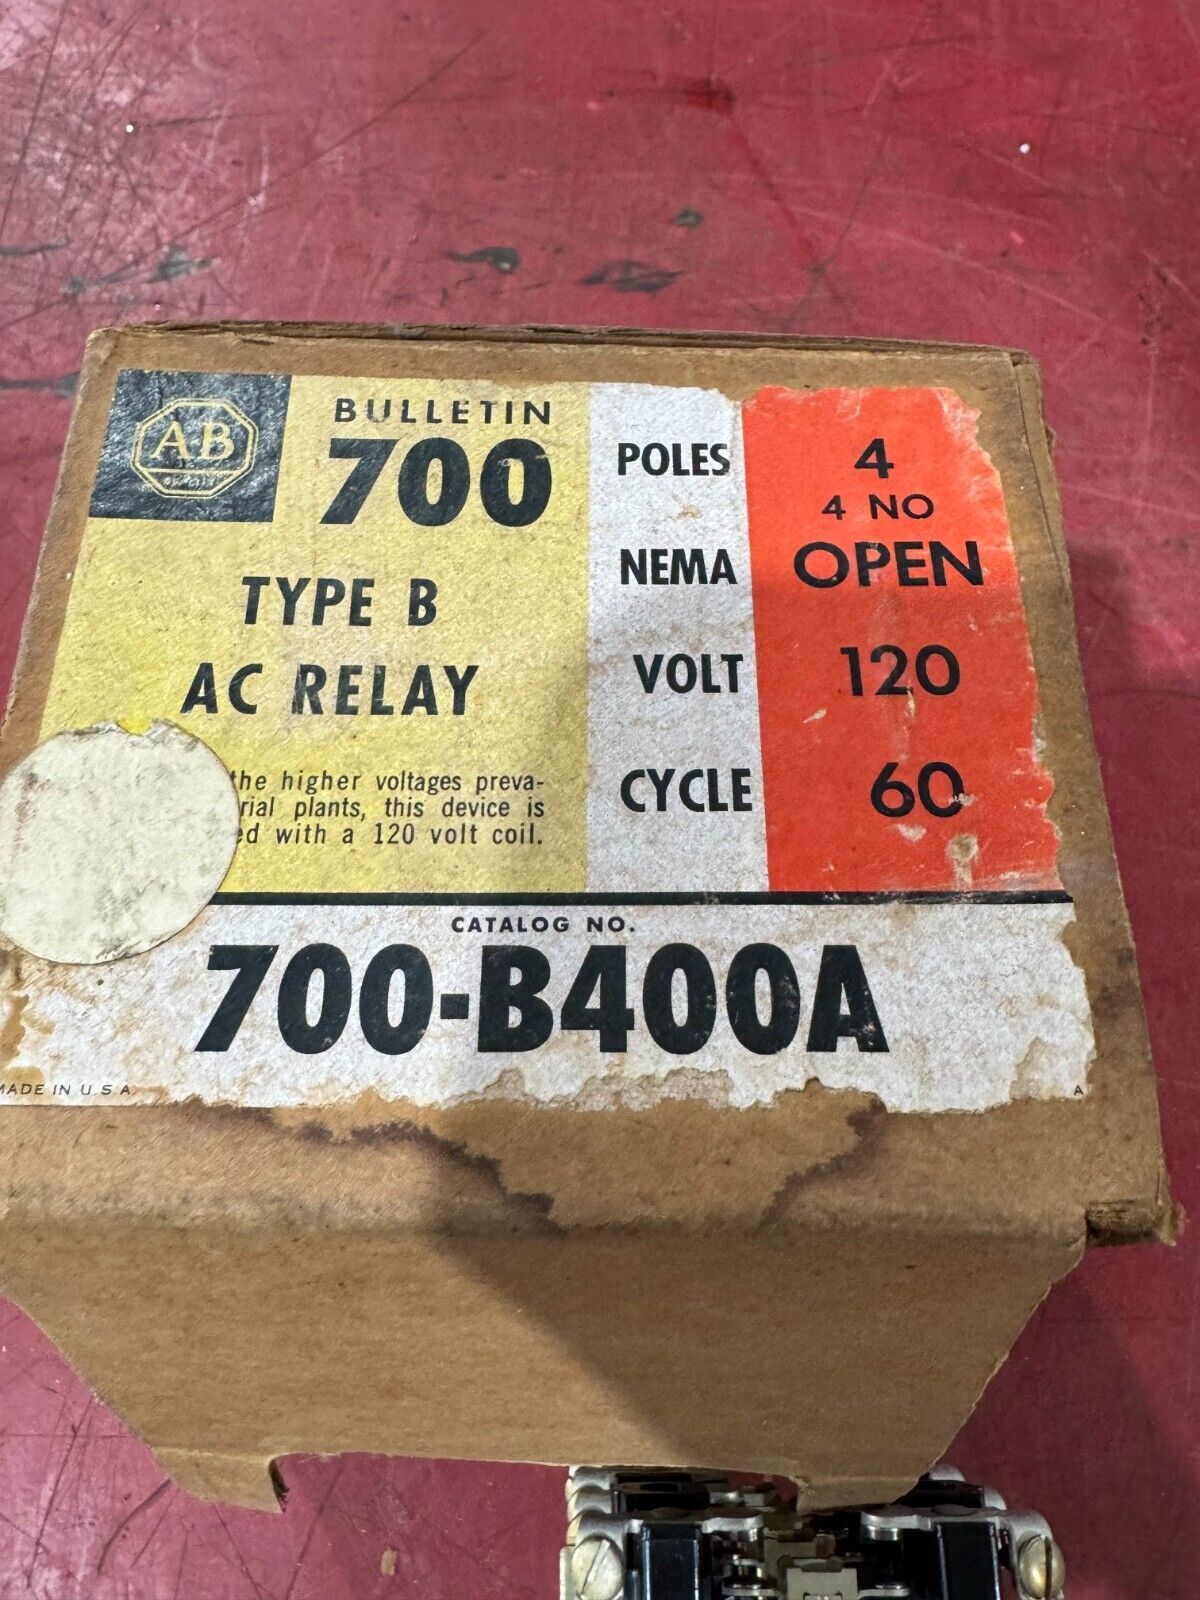 AB
QUALITY
BULLETIN
700
TYPE B
AC RELAY
the higher voltages preva-
rial plants, this device is
ed with a 120 volt coil.
POLES 4
4 NO
NEMA OPEN
VOLT 120
CYCLE 60
CATALOG NO.
700-B400A
MADE IN U.S.A.
A